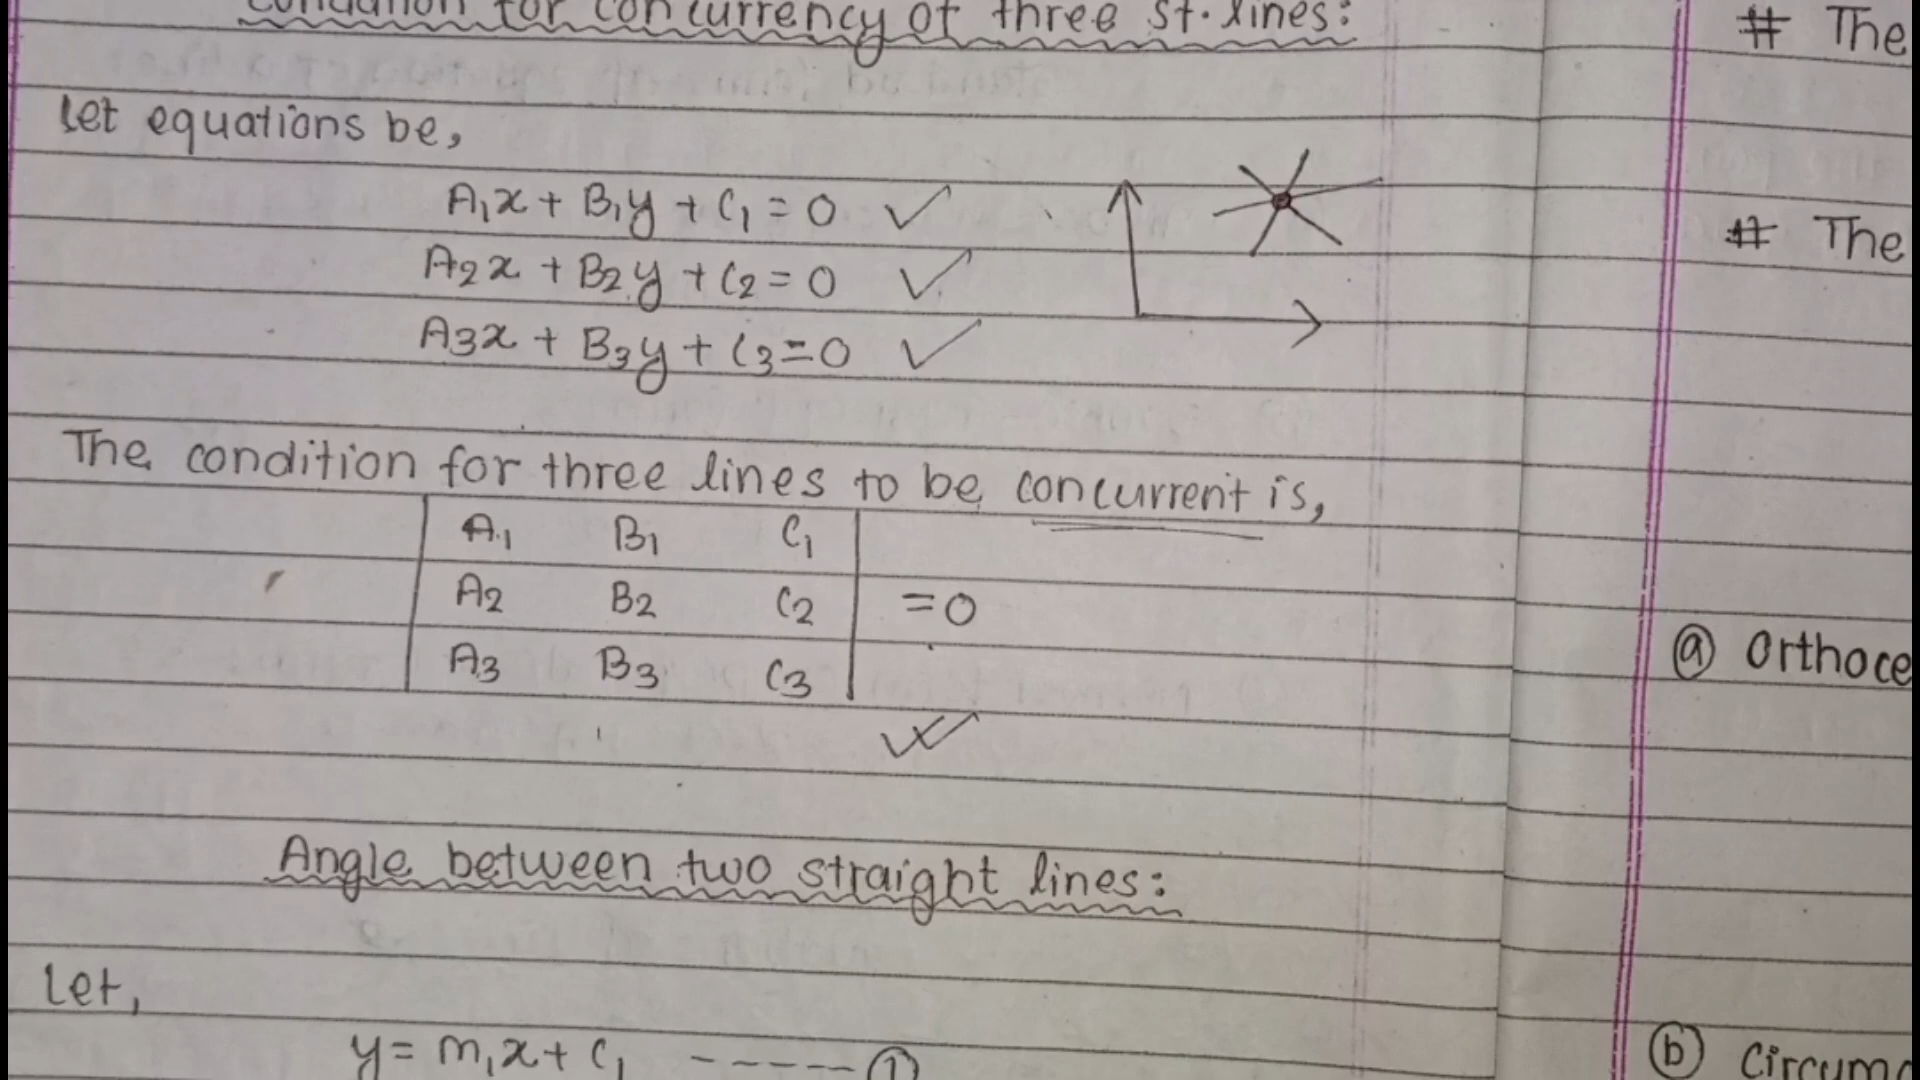 Condition for concurrency of three st. lines:
Let equations be,
A₁x + B₁y + C₁ = 0 ✓
A₂x + B₂y + C₂ = 0 ✓
A₃x + B₃y + C₃ = 0 ✓
The condition for three lines to be concurrent is,
| A₁ B₁ C₁ |
| A₂ B₂ C₂ | = 0
| A₃ B₃ C₃ |
Angle between two straight lines:
Let,
y = m₁x + C₁ ----- ①
# The
# The
ⓐ Orthoce
ⓑ Circum